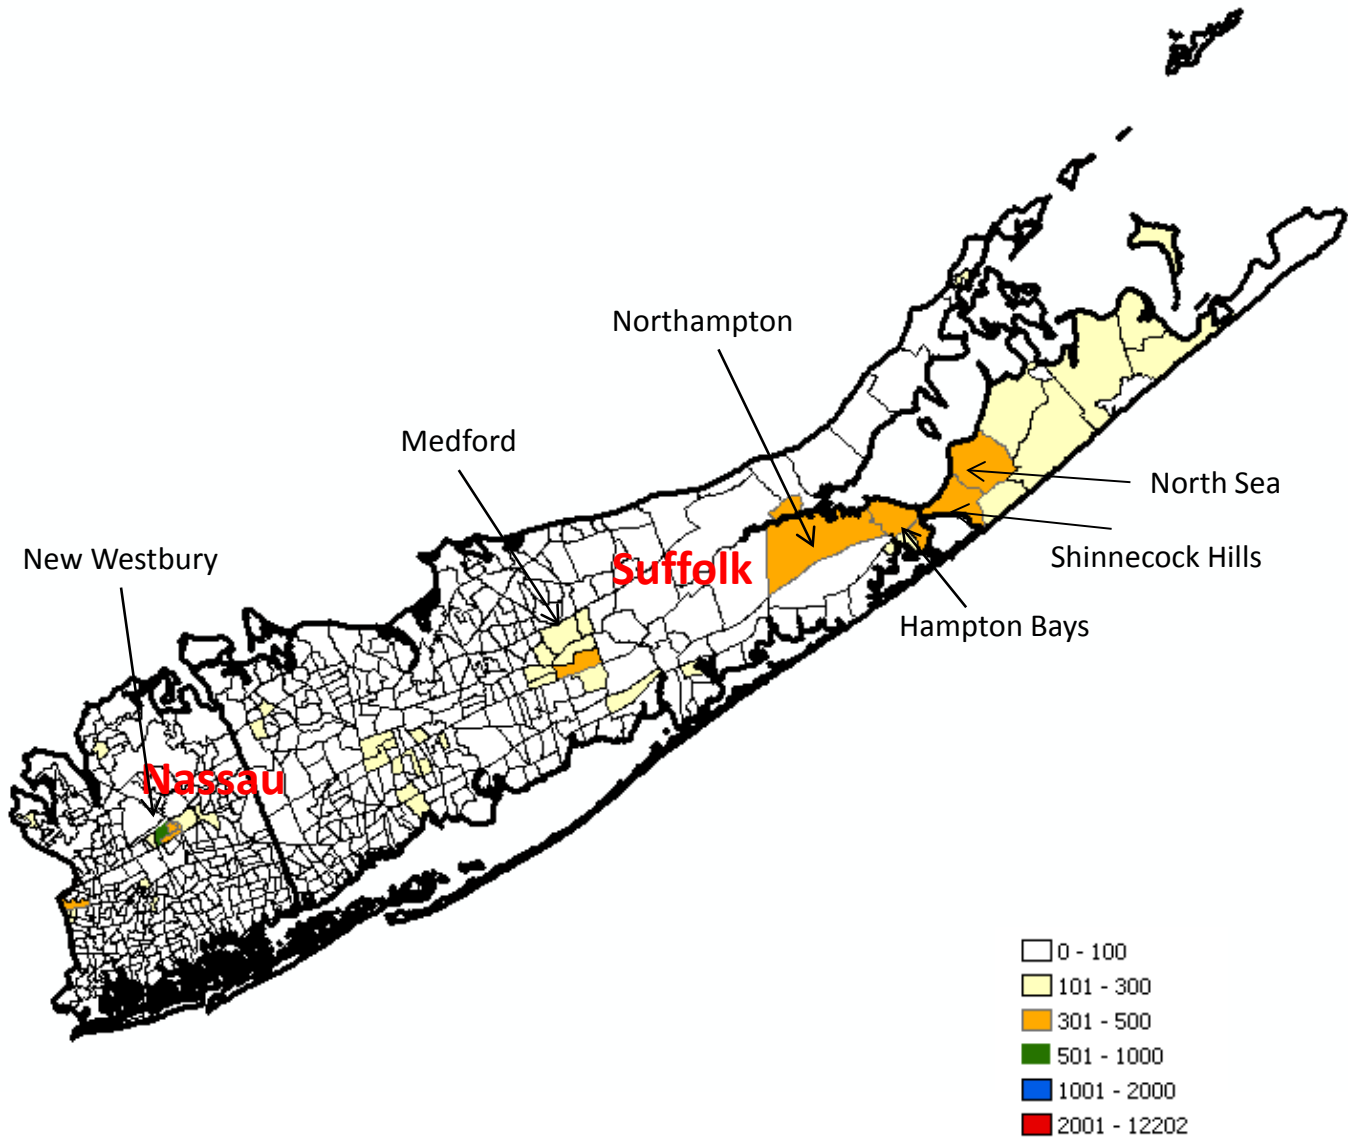 Northampton
Medford
North Sea
New Westbury
Suffolk
Shinnecock Hills
Hampton Bays
Nassau
0 - 100
101 - 300
301 - 500
501 - 1000
1001 - 2000
2001 - 12202